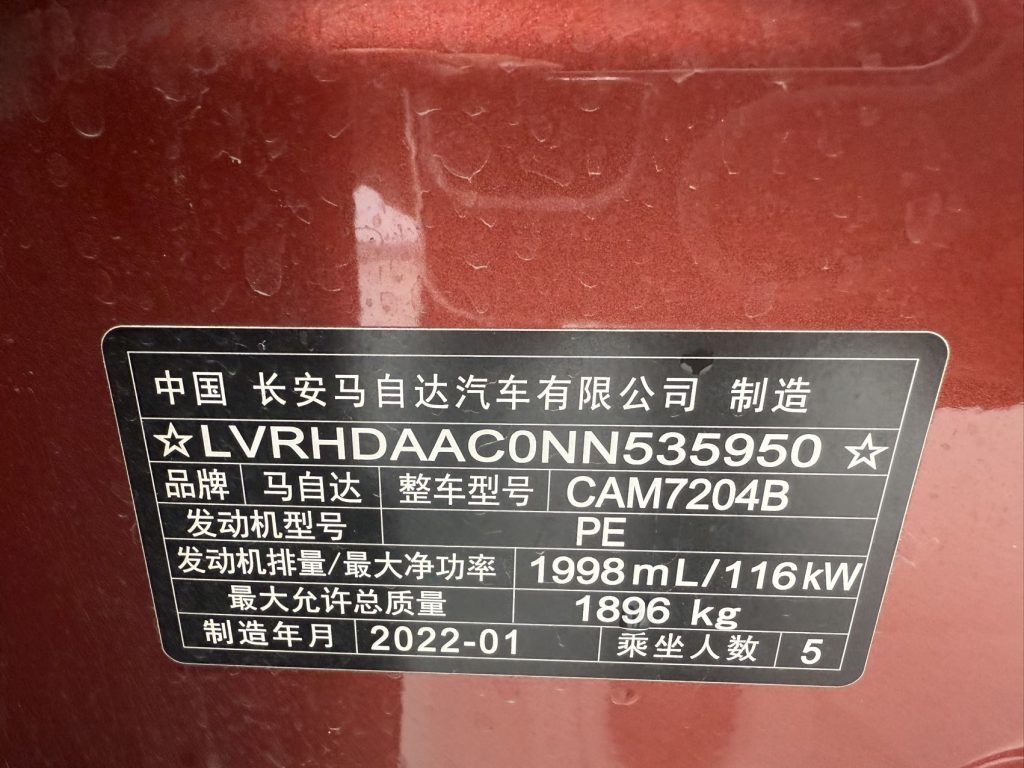 中国 长安马自达汽车有限公司 制造
☆LVRHDAAC0NN535950☆
品牌 马自达 整车型号 CAM7204B
发动机型号 PE
发动机排量/最大净功率 1998mL/116kW
最大允许总质量 1896 kg
制造年月 2022-01 乘坐人数 5